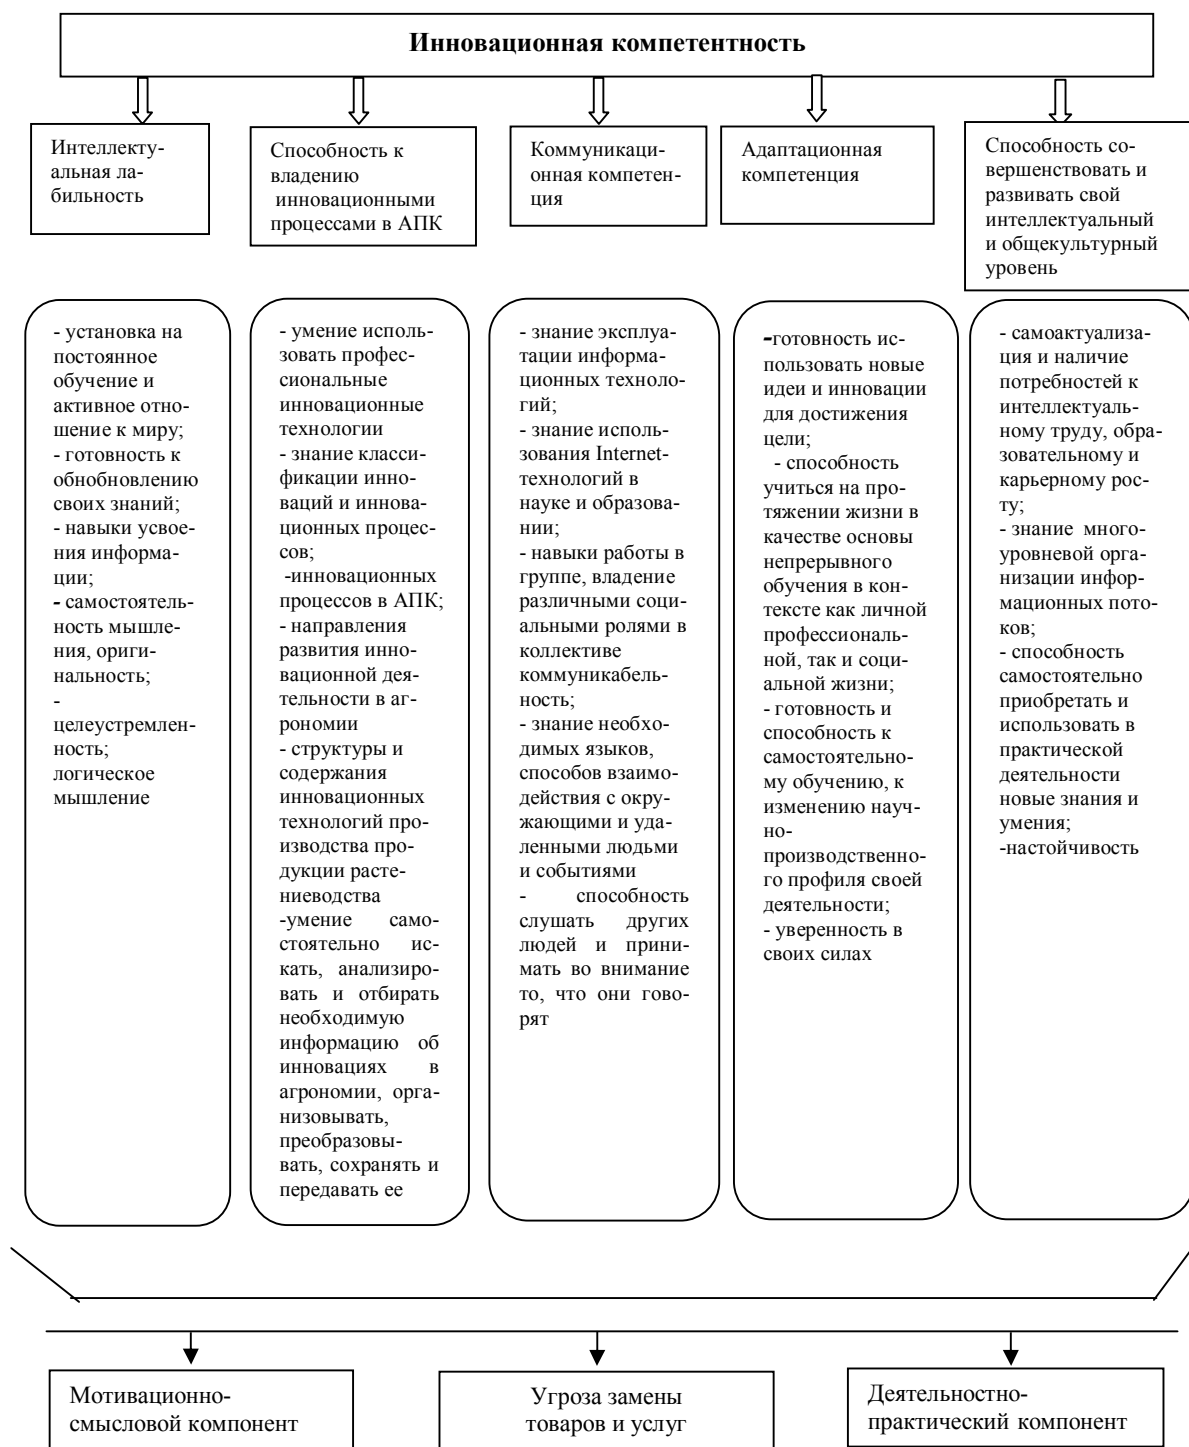 Инновационная компетентность
Интеллекту-
альная ла-
бильность
Способность к
владению
инновационными
процессами в АПК
Коммуникаци-
онная компетен-
ция
Адаптационная
компетенция
Способность со-
вершенствовать и
развивать свой
интеллектуальный
и общекультурный
уровень
- установка на
постоянное
обучение и
активное отно-
шение к миру;
- готовность к
обнобновлению
своих знаний;
- навыки усвое-
ния информа-
ции;
- самостоятель-
ность мышле-
ния, ориги-
нальность;
-
целеустремлен-
ность;
логическое
мышление
- умение исполь-
зовать профес-
сиональные
инновационные
технологии
- знание класси-
фикации инно-
ваций и иннова-
ционных процес-
сов;
-инновационных
процессов в АПК;
- направления
развития инно-
вационной дея-
тельности в аг-
рономии
- структуры и
содержания
инновационных
технологий про-
изводства про-
дукции расте-
ниеводства
-умение само-
стоятельно ис-
кать, анализиро-
вать и отбирать
необходимую
информацию об
инновациях в
агрономии, орга-
низовывать,
преобразовы-
вать, сохранять и
передавать ее
- знание эксплуа-
тации информа-
ционных техноло-
гий;
- знание исполь-
зования Internet-
технологий в
науке и образова-
нии;
- навыки работы в
группе, владение
различными соци-
альными ролями в
коллективе
коммуникабель-
ность;
- знание необхо-
димых языков,
способов взаимо-
действия с окру-
жающими и уда-
ленными людьми
и событиями
- способность
слушать других
людей и прини-
мать во внимание
то, что они гово-
рят
-готовность ис-
пользовать новые
идеи и инновации
для достижения
цели;
- способность
учиться на про-
тяжении жизни в
качестве основы
непрерывного
обучения в кон-
тексте как личной
профессиональ-
ной, так и соци-
альной жизни;
- готовность и
способность к
самостоятельно-
му обучению, к
изменению науч-
но-
производственно-
го профиля своей
деятельности;
- уверенность в
своих силах
- самоактуализа-
ция и наличие
потребностей к
интеллектуаль-
ному труду, обра-
зовательному и
карьерному рос-
ту;
- знание много-
уровневой орга-
низации инфор-
мационных пото-
ков;
- способность
самостоятельно
приобретать и
использовать в
практической
деятельности
новые знания и
умения;
-настойчивость
Мотивационно-
смысловой компонент
Угроза замены
товаров и услуг
Деятельностно-
практический компонент